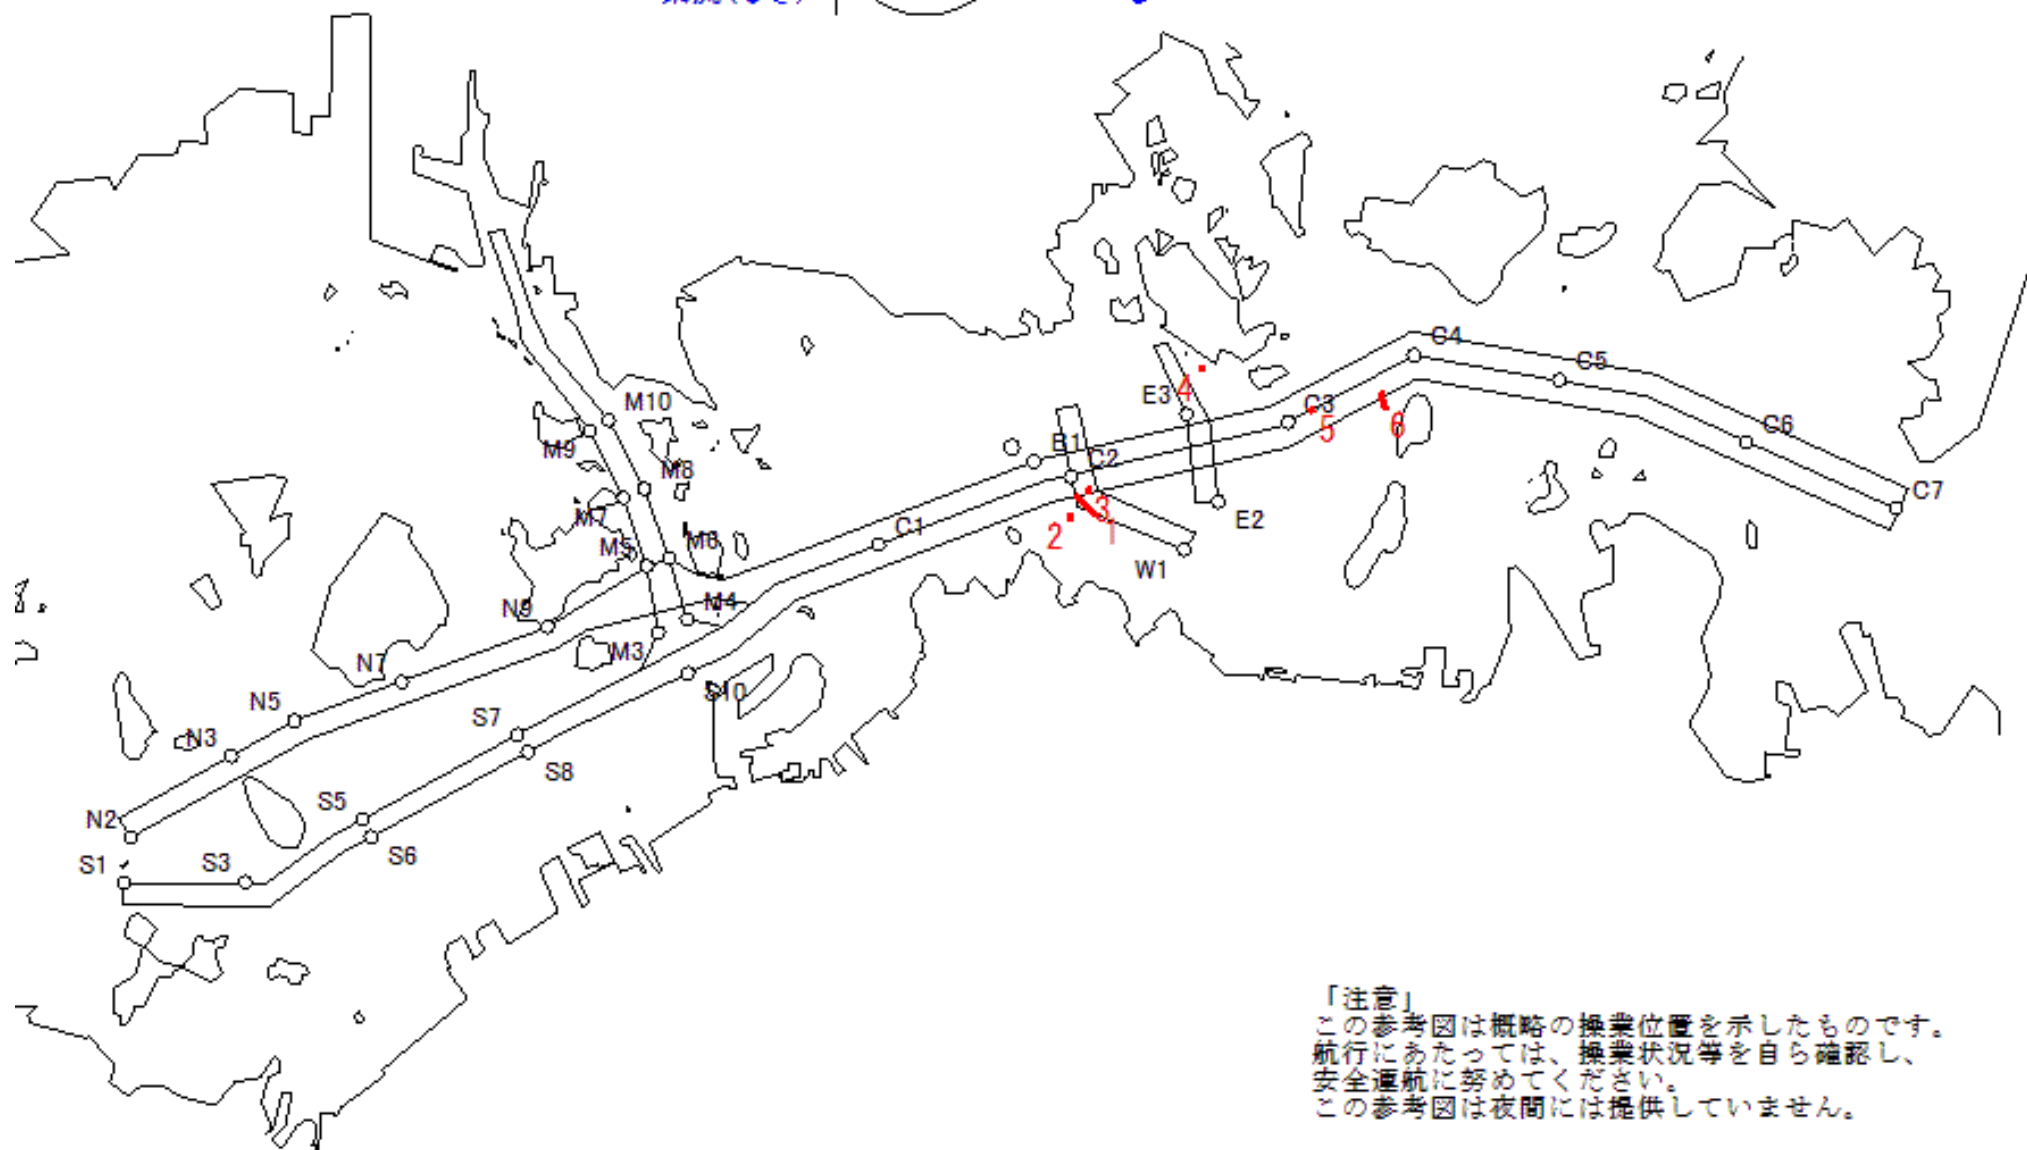 C4
C5
E3
4
C3
5
6
C6
M10
B1
C2
M9
M8
C7
3
E2
M7
2
1
C1
M5
M6
W1
N9
M4
N7
M3
S10
N5
S7
N3
S8
S5
N2
S6
S1
S3
「注意」
この参考図は概略の操業位置を示したものです。
航行にあたっては、操業状況等を自ら確認し、
安全運航に努めてください。
この参考図は夜間には提供していません。